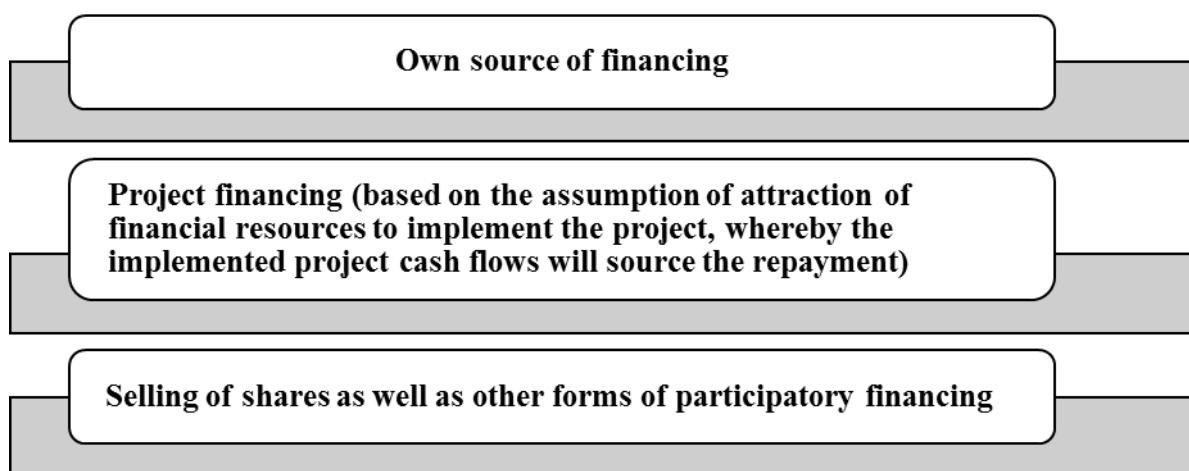 Own source of financing
Project financing (based on the assumption of attraction of
financial resources to implement the project, whereby the
implemented project cash flows will source the repayment)
Selling of shares as well as other forms of participatory financing